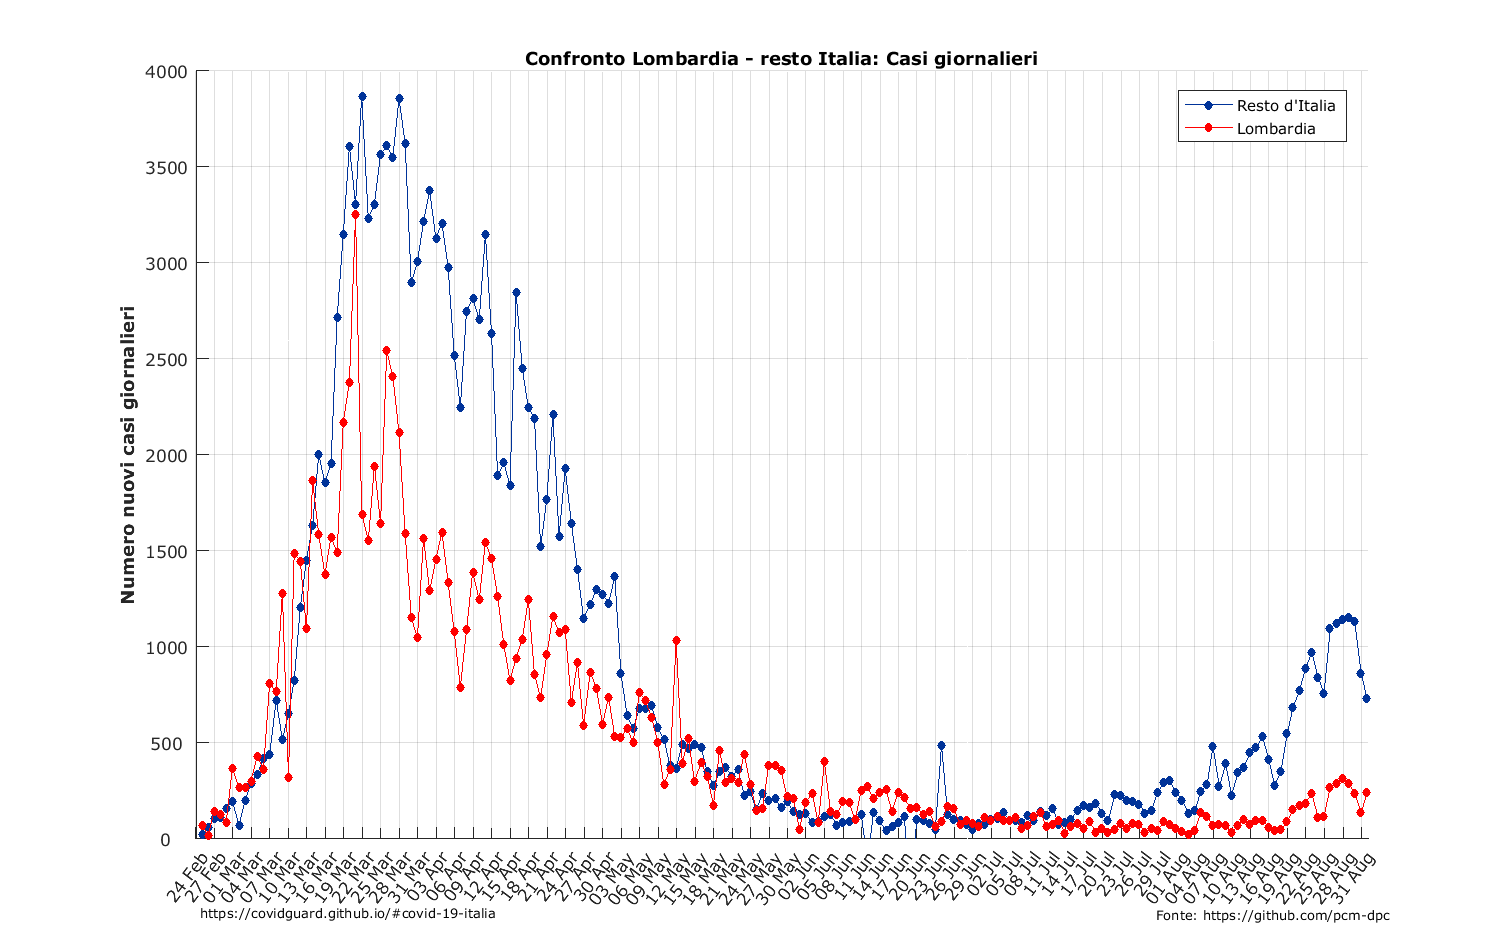 Confronto Lombardia - resto Italia: Casi giornalieri
Numero nuovi casi giornalieri
4000
3500
3000
2500
2000
1500
1000
500
0
Resto d'Italia
Lombardia
24 Feb
27 Feb
01 Mar
04 Mar
07 Mar
10 Mar
13 Mar
16 Mar
19 Mar
22 Mar
25 Mar
28 Mar
31 Mar
03 Apr
06 Apr
09 Apr
12 Apr
15 Apr
18 Apr
21 Apr
24 Apr
27 Apr
30 Apr
03 May
06 May
09 May
12 May
15 May
18 May
21 May
24 May
27 May
30 May
02 Jun
05 Jun
08 Jun
11 Jun
14 Jun
17 Jun
20 Jun
23 Jun
26 Jun
29 Jun
02 Jul
05 Jul
08 Jul
11 Jul
14 Jul
17 Jul
20 Jul
23 Jul
26 Jul
29 Jul
01 Aug
04 Aug
07 Aug
10 Aug
13 Aug
16 Aug
19 Aug
22 Aug
25 Aug
28 Aug
31 Aug
https://covidguard.github.io/#covid-19-italia
Fonte: https://github.com/pcm-dpc